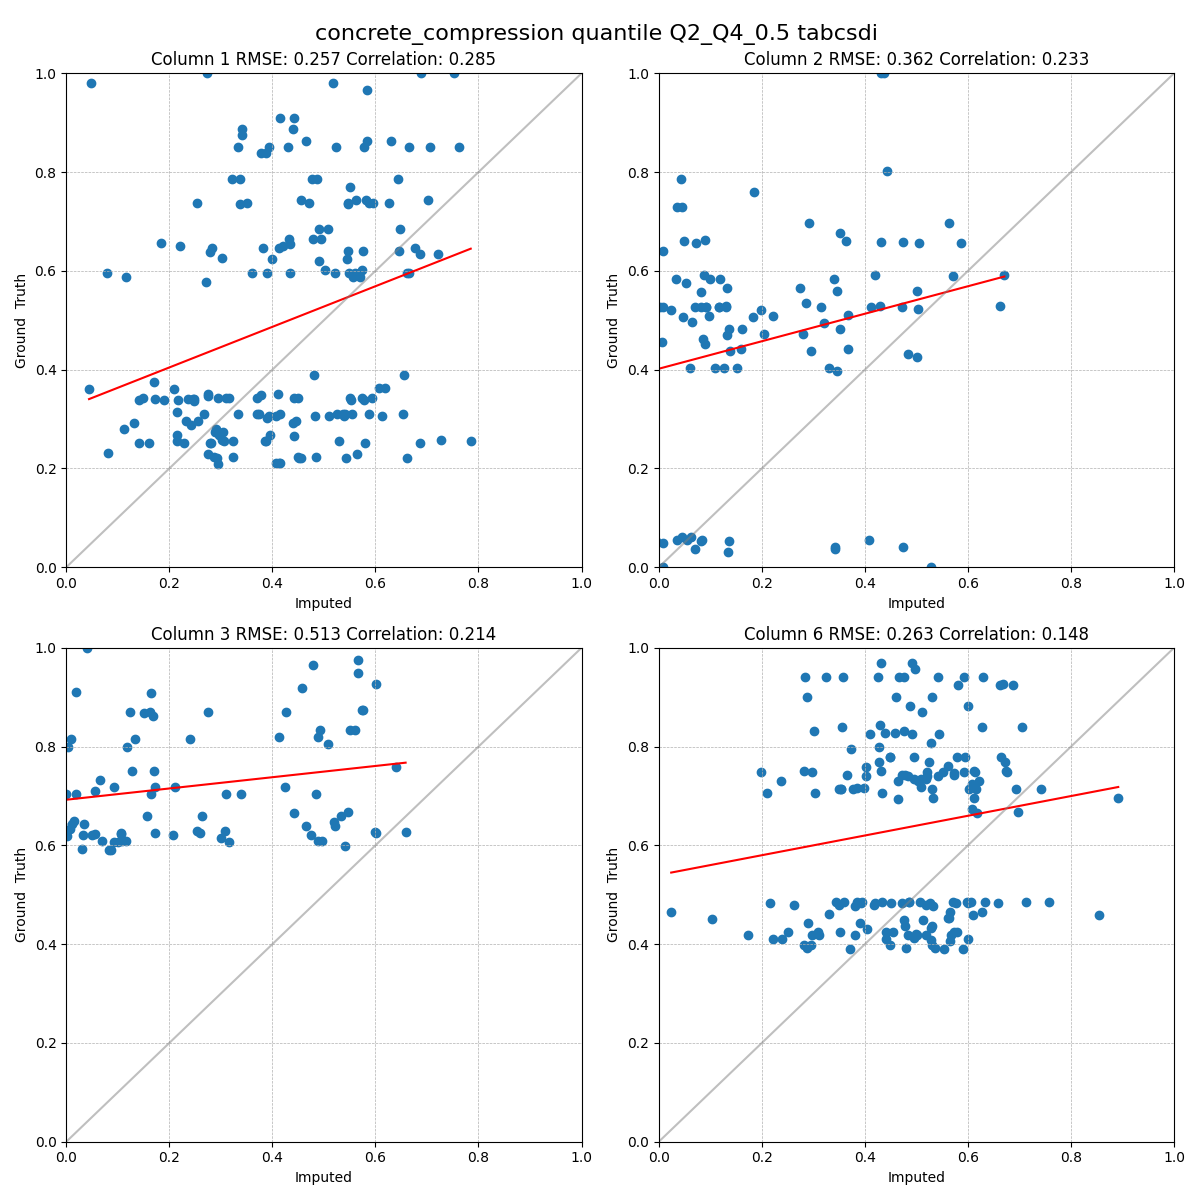 concrete_compression quantile Q2_Q4_0.5 tabcsdi
Column 1 RMSE: 0.257 Correlation: 0.285
1.0
0.8
0.6
0.4
0.2
0.0
Ground Truth
0.0 0.2 0.4 0.6 0.8 1.0
Imputed
Column 2 RMSE: 0.362 Correlation: 0.233
1.0
0.8
0.6
0.4
0.2
0.0
Ground Truth
0.0 0.2 0.4 0.6 0.8 1.0
Imputed
Column 3 RMSE: 0.513 Correlation: 0.214
1.0
0.8
0.6
0.4
0.2
0.0
Ground Truth
0.0 0.2 0.4 0.6 0.8 1.0
Imputed
Column 6 RMSE: 0.263 Correlation: 0.148
1.0
0.8
0.6
0.4
0.2
0.0
Ground Truth
0.0 0.2 0.4 0.6 0.8 1.0
Imputed